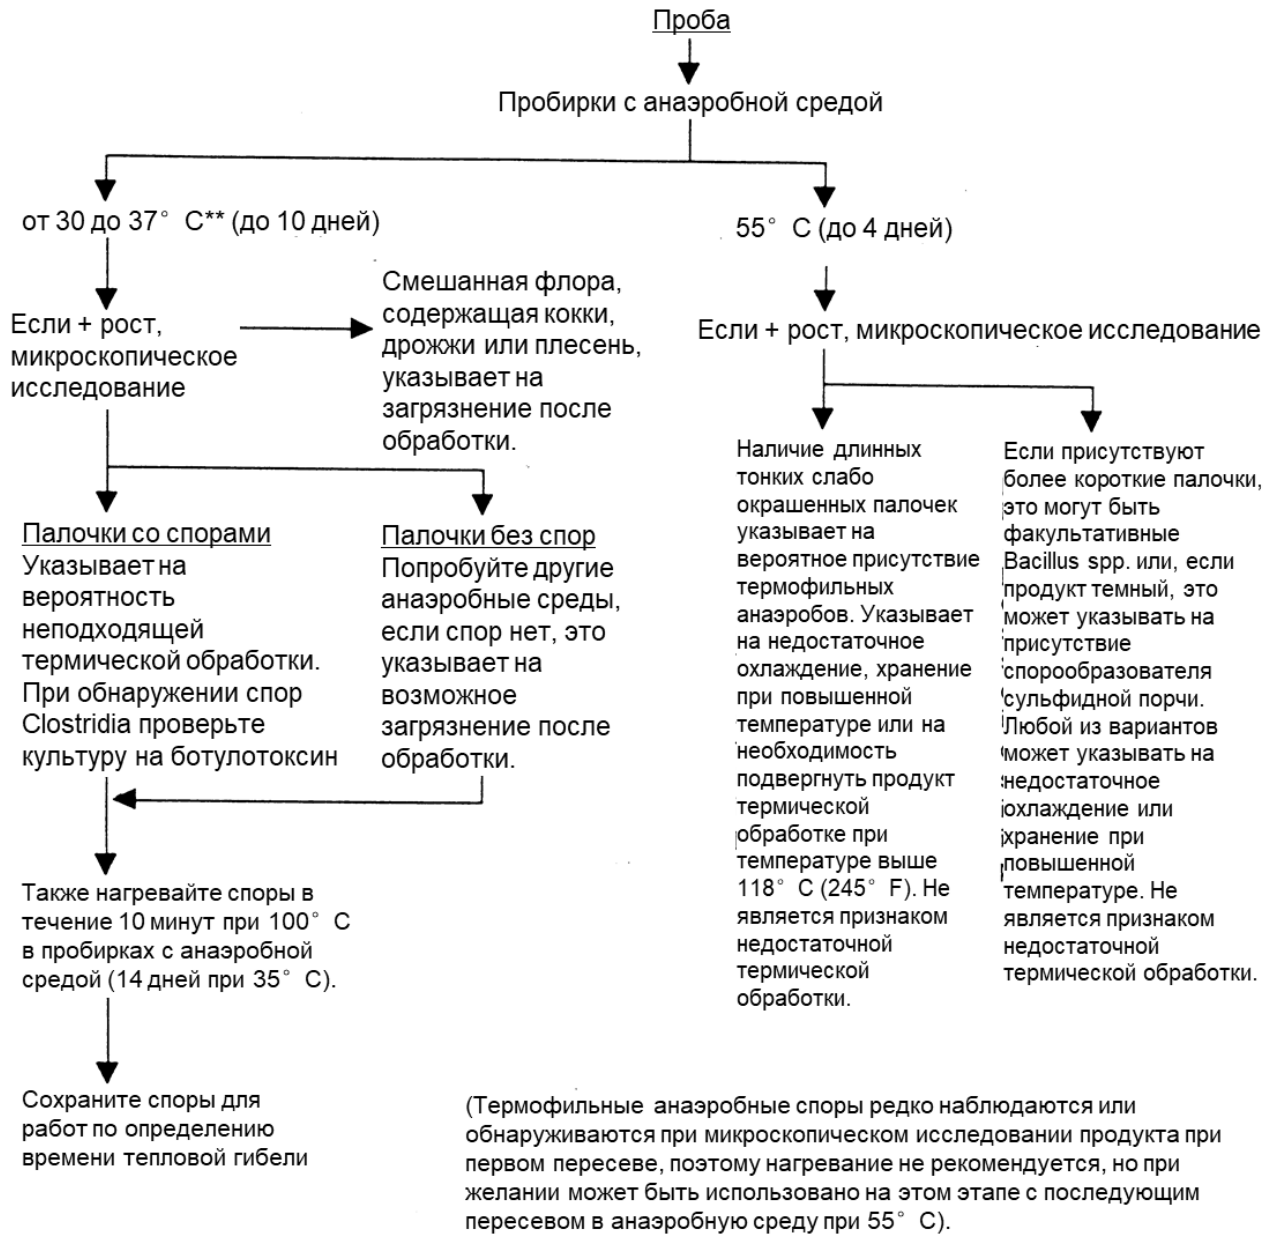 Проба
Пробирки с анаэробной средой
от 30 до 37° C** (до 10 дней)
Если + рост,
микроскопическое
исследование
Смешанная флора,
содержащая кокки,
дрожжи или плесень,
указывает на
загрязнение после
обработки.
Палочки со спорами
Указывает на
вероятность
неподходящей
термической обработки.
При обнаружении спор
Clostridia проверьте
культуру на ботулотоксин
Палочки без спор
Попробуйте другие
анаэробные среды,
если спор нет, это
указывает на
возможное
загрязнение после
обработки.
Также нагревайте споры в
течение 10 минут при 100° C
в пробирках с анаэробной
средой (14 дней при 35° C).
Сохраните споры для
работ по определению
времени тепловой гибели
55° C (до 4 дней)
Если + рост, микроскопическое исследование
Наличие длинных
тонких слабо
окрашенных палочек
указывает на
вероятное присутствие
термофильных
анаэробов. Указывает
на недостаточное
охлаждение, хранение
при повышенной
температуре или на
необходимость
подвергнуть продукт
термической
обработке при
температуре выше
118° C (245° F). Не
является признаком
недостаточной
термической
обработки.
Если присутствуют
более короткие палочки,
это могут быть
факультативные
Bacillus spp. или, если
продукт темный, это
может указывать на
присутствие
спорообразователя
сульфидной порчи.
Любой из вариантов
может указывать на
недостаточное
охлаждение или
хранение при
повышенной
температуре. Не
является признаком
недостаточной
термической обработки.
(Термофильные анаэробные споры редко наблюдаются или
обнаруживаются при микроскопическом исследовании продукта при
первом пересеве, поэтому нагревание не рекомендуется, но при
желании может быть использовано на этом этапе с последующим
пересевом в анаэробную среду при 55° C).